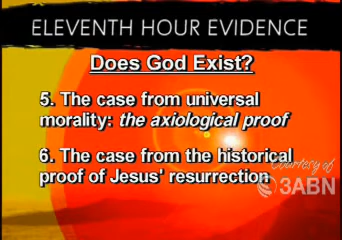 ELEVENTH HOUR EVIDENCE
Does God Exist?
5. The case from universal
morality: the axiological proof
6. The case from the historical
proof of Jesus' resurrection
Courtesy of
3ABN